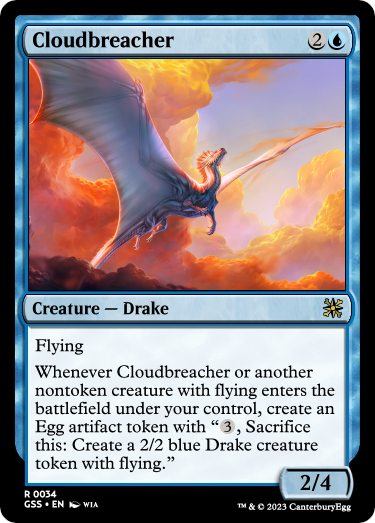 Cloudbreacher 2
Creature — Drake
Flying
Whenever Cloudbreacher or another
nontoken creature with flying enters the
battlefield under your control, create an
Egg artifact token with “3, Sacrifice
this: Create a 2/2 blue Drake creature
token with flying.”
2/4
R 0034
GSS • EN WIA
™ & © 2023 CanterburyEgg